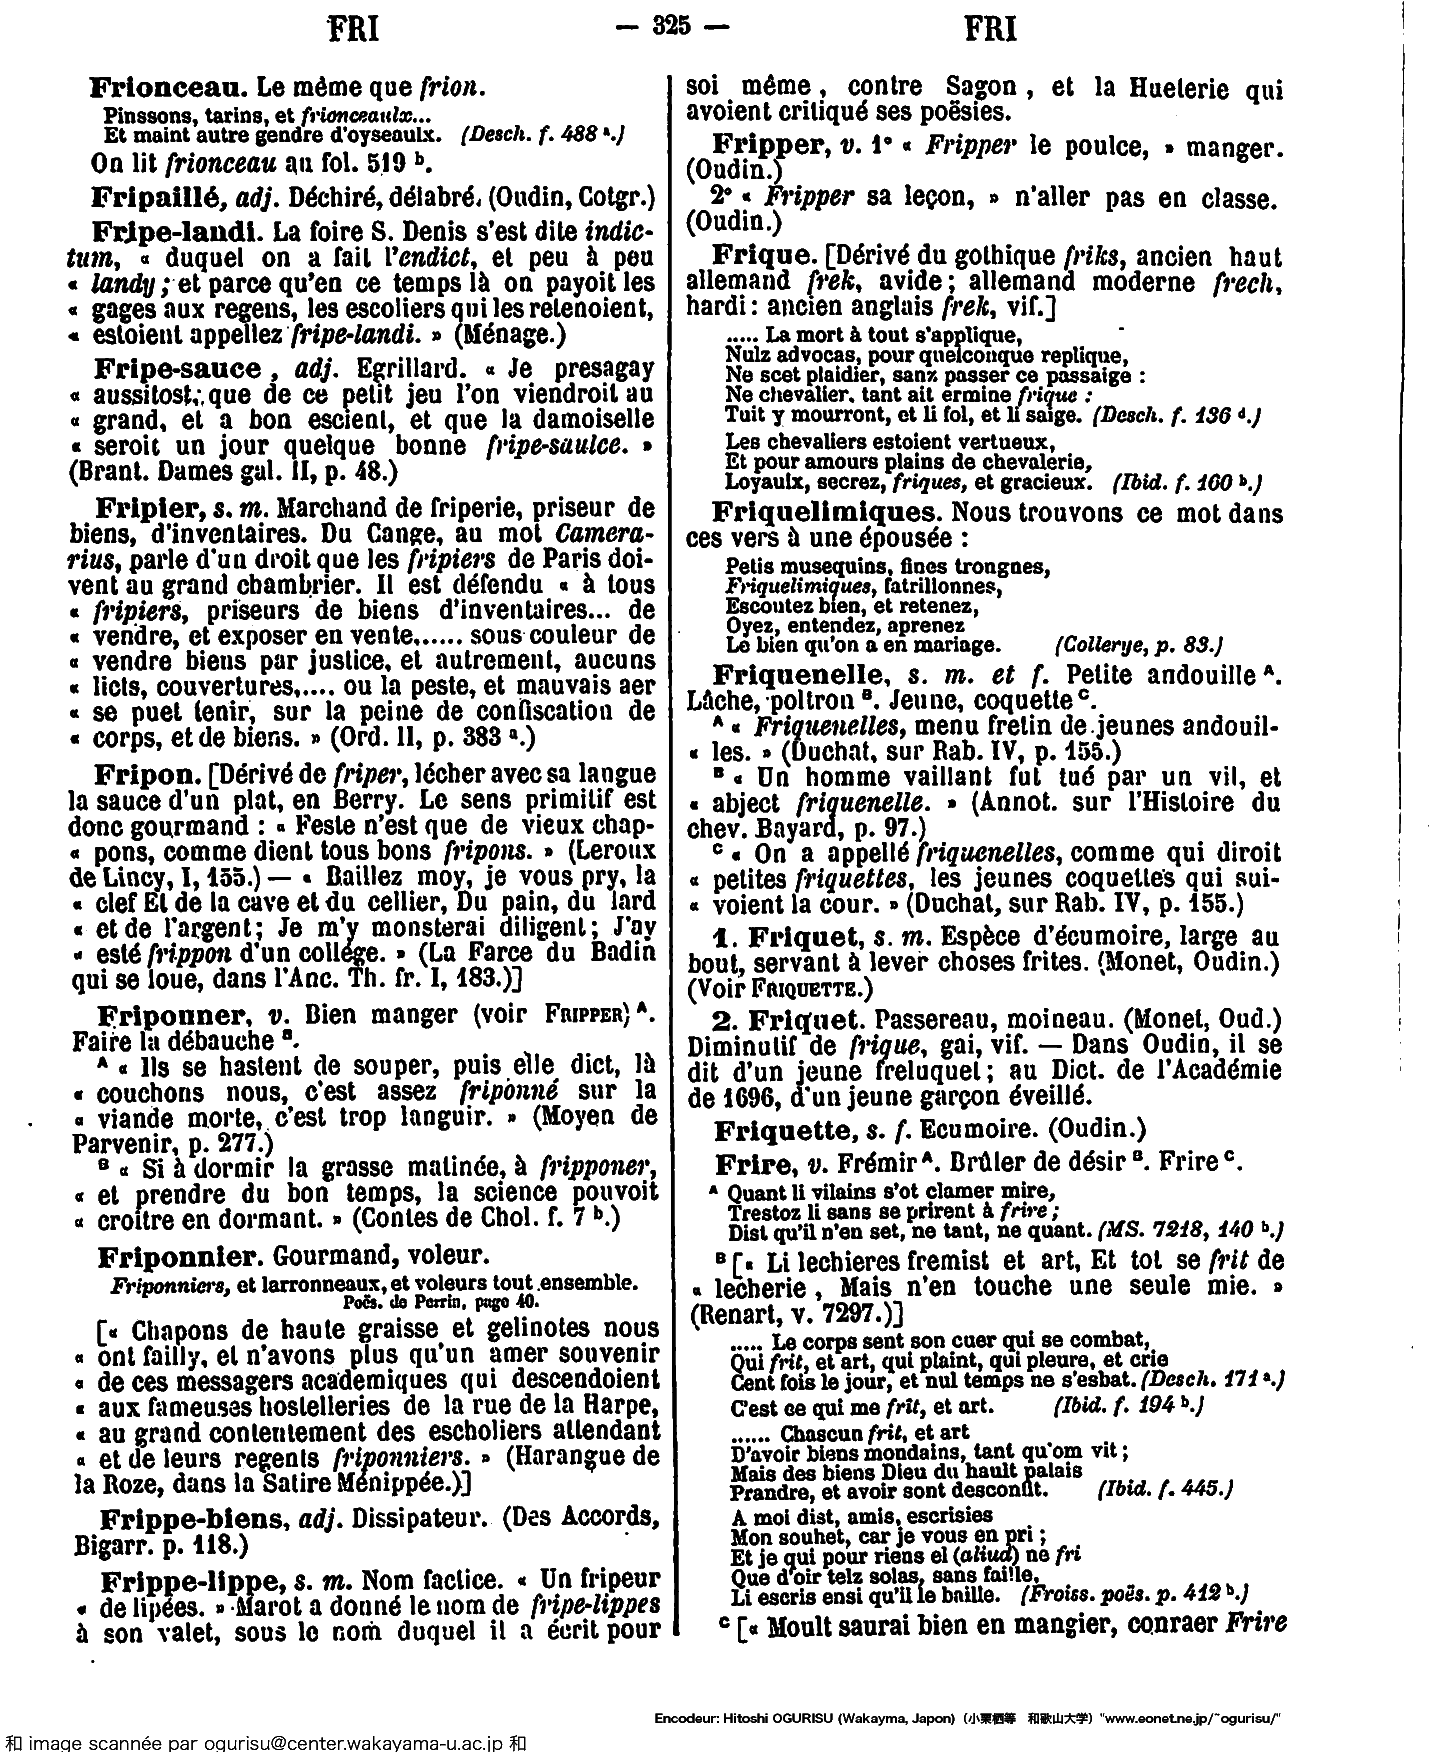 FRI — 325 — FRI
Frionceau. Le même que frion.
Pinssons, tarins, et frionceaulx...
Et maint autre gendre d'oyseaulx. (Desch. f. 488 a.)
On lit frionceau au fol. 519 b.
Fripaillé, adj. Déchiré, délabré. (Oudin, Cotgr.)
Fripe-landi. La foire S. Denis s'est dite indic-
tum, « duquel on a fait l'endict, et peu à peu
« landy ; et parce qu'en ce temps là on payoit les
« gages aux regens, les escoliers qui les retenoient,
« estoient appellez fripe-landi. » (Ménage.)
Fripe-sauce, adj. Egrillard. « Je presagay
« aussitost, que de ce petit jeu l'on viendroit au
« grand, et a bon escient, et que la damoiselle
« seroit un jour quelque bonne fripe-saulce. »
(Brant. Dames gal. II, p. 48.)
Fripier, s. m. Marchand de friperie, priseur de
biens, d'inventaires. Du Cange, au mot Camera-
rius, parle d'un droit que les fripiers de Paris doi-
vent au grand chambrier. Il est défendu « à tous
« fripiers, priseurs de biens d'inventaires... de
« vendre, et exposer en vente...... sous couleur de
« vendre biens par justice, et autrement, aucuns
« licts, couvertures,.... ou la peste, et mauvais aer
« se puet tenir, sur la peine de confiscation de
« corps, et de biens. » (Ord. II, p. 383 a.)
Fripon. [Dérivé de friper, lécher avec sa langue
la sauce d'un plat, en Berry. Le sens primitif est
donc gourmand : « Feste n'est que de vieux chap-
« pons, comme dient tous bons fripons. » (Leroux
de Lincy, I, 155.) — « Baillez moy, je vous pry, la
« clef Et de la cave et du cellier, Du pain, du lard
« et de l'argent ; Je m'y monsterai diligent ; J'ay
« esté frippon d'un collége. » (La Farce du Badin
qui se loue, dans l'Anc. Th. fr. I, 183.)]
Friponner, v. Bien manger (voir FRIPPER) A.
Faire la débauche B.
A « Ils se hastent de souper, puis elle dict, là
« couchons nous, c'est assez friponné sur la
« viande morte, c'est trop languir. » (Moyen de
Parvenir, p. 277.)
B « Si à dormir la grasse matinée, à fripponer,
« et prendre du bon temps, la science pouvoit
« croître en dormant. » (Contes de Chol. f. 7 b.)
Friponnier. Gourmand, voleur.
Friponniers, et larronneaux, et voleurs tout ensemble.
Poës. de Perrin, page 40.
[« Chapons de haute graisse et gelinotes nous
« ont failly, et n'avons plus qu'un amer souvenir
« de ces messagers académiques qui descendoient
« aux fameuses hostelleries de la rue de la Harpe,
« au grand contentement des escholiers attendant
« et de leurs regents friponniers. » (Harangue de
la Roze, dans la Satire Ménippée.)]
Frippe-biens, adj. Dissipateur. (Des Accords,
Bigarr. p. 118.)
Frippe-lippe, s. m. Nom factice. « Un fripeur
« de lipées. » Marot a donné le nom de fripe-lippes
à son valet, sous le nom duquel il a écrit pour
soi même, contre Sagon, et la Hueterie qui
avoient critiqué ses poësies.
Fripper, v. 1° « Fripper le poulce, » manger.
(Oudin.)
2° « Fripper sa leçon, » n'aller pas en classe.
(Oudin.)
Frique. [Dérivé du gothique friks, ancien haut
allemand frek, avide ; allemand moderne frech,
hardi : ancien anglais frek, vif.]
..... La mort à tout s'applique,
Nulz advocas, pour quelconque replique,
Ne scet plaidier, sanz passer ce passaige :
Ne chevalier, tant ait ermine frique :
Tuit y mourront, et li fol, et li saige. (Desch. f. 136 d.)
Les chevaliers estoient vertueux,
Et pour amours plains de chevalerie,
Loyaulx, secrez, friques, et gracieux. (Ibid. f. 160 b.)
Friquelimiques. Nous trouvons ce mot dans
ces vers à une épousée :
Petis musequins, fines trongnes,
Friquelimiques, fatrillonnes,
Escoutez bien, et retenez,
Oyez, entendez, aprenez
Le bien qu'on a en mariage. (Collerye, p. 83.)
Friquenelle, s. m. et f. Petite andouille A.
Lâche, poltron B. Jeune, coquette C.
A « Friquenelles, menu fretin de jeunes andouil-
« les. » (Duchat, sur Rab. IV, p. 155.)
B « Un homme vaillant fut tué par un vil, et
« abject friquenelle. » (Annot. sur l'Histoire du
chev. Bayard, p. 97.)
C « On a appellé friquenelles, comme qui diroit
« petites friquettes, les jeunes coquettes qui sui-
« voient la cour. » (Duchat, sur Rab. IV, p. 155.)
1. Friquet, s. m. Espèce d'écumoire, large au
bout, servant à lever choses frites. (Monet, Oudin.)
(Voir FRIQUETTE.)
2. Friquet. Passereau, moineau. (Monet, Oud.)
Diminutif de frique, gai, vif. — Dans Oudin, il se
dit d'un jeune freluquet ; au Dict. de l'Académie
de 1696, d'un jeune garçon éveillé.
Friquette, s. f. Ecumoire. (Oudin.)
Frire, v. Frémir A. Brûler de désir B. Frire C.
A Quant li vilains s'ot clamer mire,
Trestoz li sans se prirent à frire ;
Dist qu'il n'en set, ne tant, ne quant. (MS. 7218, 140 b.)
B [« Li lechieres fremist et art, Et tot se frit de
« lecherie, Mais n'en touche une seule mie. »
(Renart, v. 7297.)]
..... Le corps sent son cuer qui se combat,
Qui frit, et art, qui plaint, qui pleure, et crie
Cent fois le jour, et nul temps ne s'esbat. (Desch. 171 a.)
C'est ce qui me frit, et art. (Ibid. f. 194 b.)
...... Chascun frit, et art
D'avoir biens mondains, tant qu'om vit ;
Mais des biens Dieu du hault palais
Prandre, et avoir sont desconfit. (Ibid. f. 445.)
A moi dist, amis, escrisies
Mon souhet, car je vous en pri ;
Et je qui pour riens el (aliud) ne fri
Que d'oir telz solas, sans faille,
Li escris ensi qu'il le baille. (Froiss. poës. p. 412 b.)
C [« Moult saurai bien en mangier, conraer Frire
Encodeur: Hitoshi OGURISU (Wakayma, Japon) (小栗栖等 和歌山大学) "www.eonet.ne.jp/~ogurisu/"
和 image scannée par ogurisu@center.wakayama-u.ac.jp 和